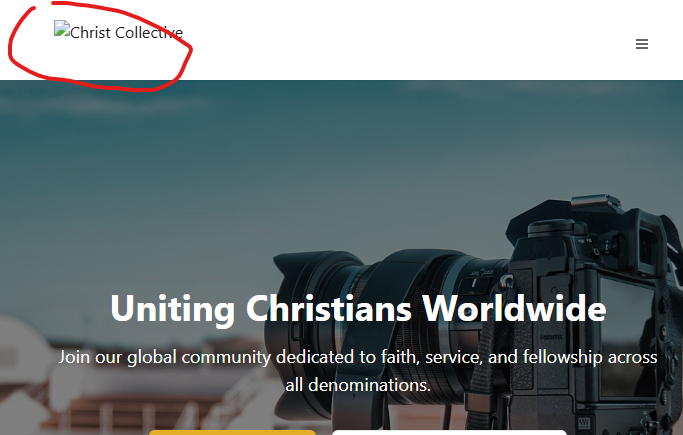 Christ Collective
Uniting Christians Worldwide
Join our global community dedicated to faith, service, and fellowship across
all denominations.